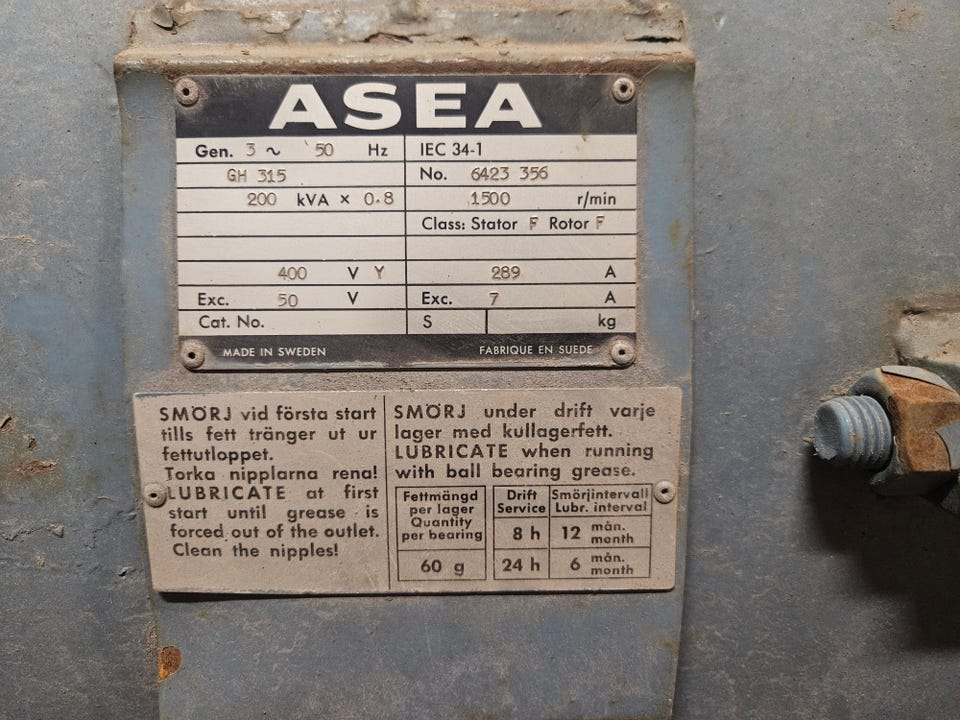 ASEA
Gen. 3 ~ 50 Hz IEC 34-1
GH 315 No. 6423 356
200 kVA × 0.8 1500 r/min
Class: Stator F Rotor F
400 V Y 289 A
Exc. 50 V Exc. 7 A
Cat. No. S kg
MADE IN SWEDEN FABRIQUE EN SUEDE
SMÖRJ vid första start
tills fett tränger ut ur
fettutloppet.
Torka nipplarna rena!
LUBRICATE at first
start until grease is
forced out of the outlet.
Clean the nipples!
SMÖRJ under drift varje
lager med kullagerfett.
LUBRICATE when running
with ball bearing grease.
Fettmängd
per lager
Quantity
per bearing
60 g
Drift Smörjintervall
Service Lubr. interval
8 h 12 mån. month
24 h 6 mån. month